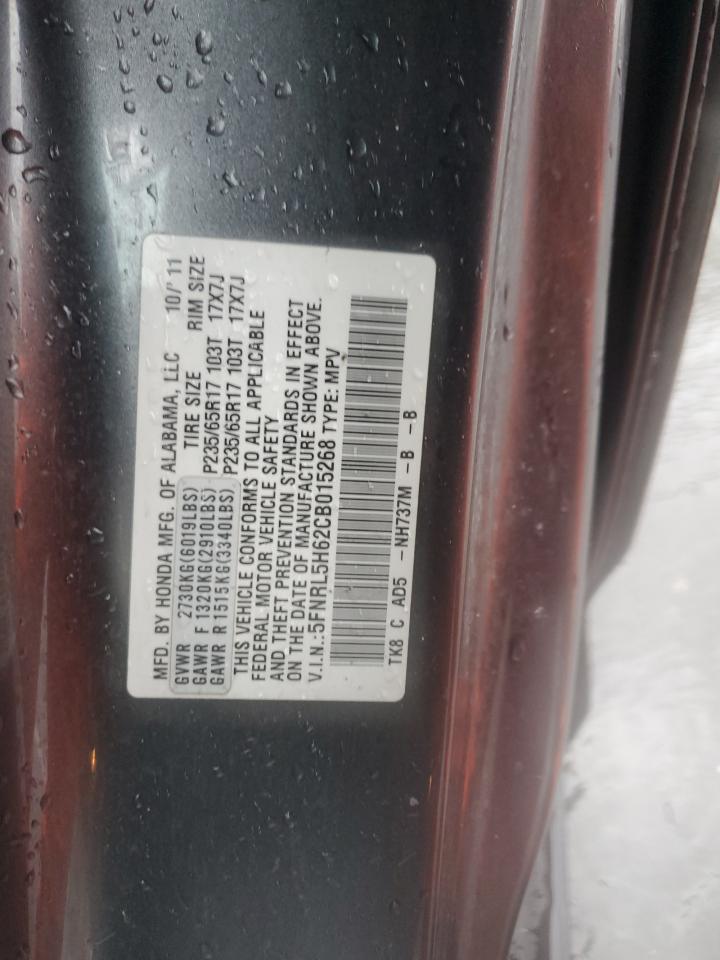 MFD. BY HONDA MFG. OF ALABAMA, LLC 10/'11
GVWR 2730KG(6019LBS) TIRE SIZE RIM SIZE
GAWR F 1320KG(2910LBS) P235/65R17 103T 17X7J
GAWR R 1515KG(3340LBS) P235/65R17 103T 17X7J
THIS VEHICLE CONFORMS TO ALL APPLICABLE
FEDERAL MOTOR VEHICLE SAFETY
AND THEFT PREVENTION STANDARDS IN EFFECT
ON THE DATE OF MANUFACTURE SHOWN ABOVE.
V.I.N.:5FNRL5H62CB015268 TYPE: MPV
TK8 C AD5 -NH737M -B -B